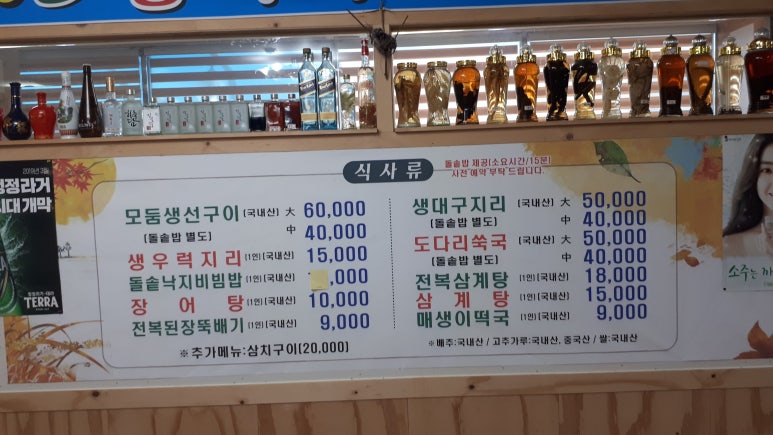 식사류
돌솥밥 제공(소요시간/15분)
사전 예약 부탁 드립니다.
모둠생선구이 (국내산) 大 60,000
(돌솥밥 별도) 中 40,000
생우럭지리 (1인) (국내산) 15,000
돌솥낙지비빔밥 (1인) (국내산) ,000
장어탕 (1인) (국내산) 10,000
전복된장뚝배기 (1인) (국내산) 9,000
※추가메뉴:삼치구이(20,000)
생대구지리 (국내산) 大 50,000
(돌솥밥 별도) 中 40,000
도다리쑥국 (국내산) 大 50,000
(돌솥밥 별도) 中 40,000
전복삼계탕 (1인) (국내산) 18,000
삼계탕 (1인) (국내산) 15,000
매생이떡국 (1인) (국내산) 9,000
※배추:국내산 / 고추가루:국내산, 중국산 / 쌀:국내산
청정라거
시대 개막
TERRA
소주는